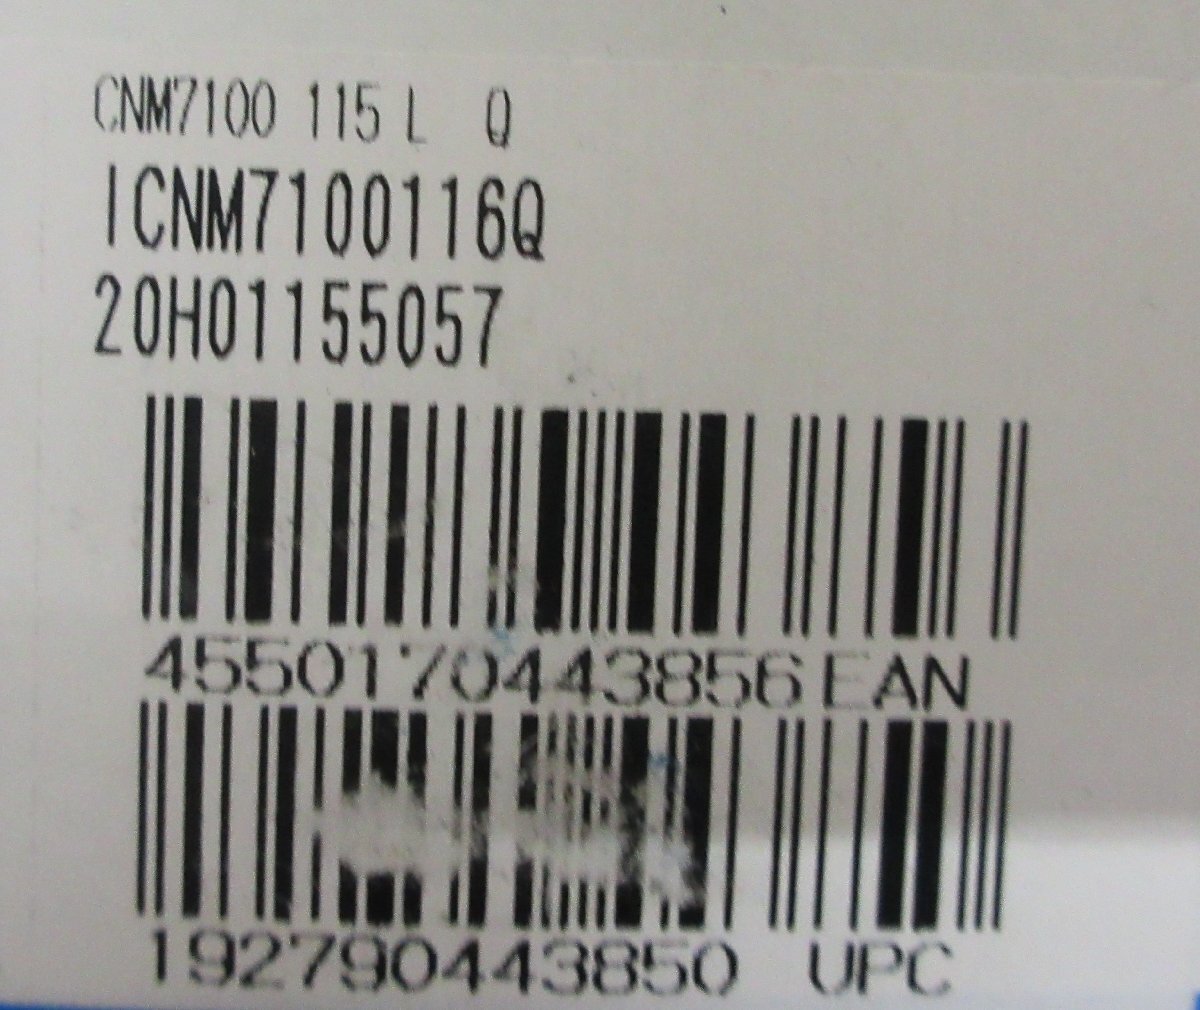 CNM7100 115 L Q
ICNM7100116Q
20H01155057
4550170443856 EAN
192790443850 UPC